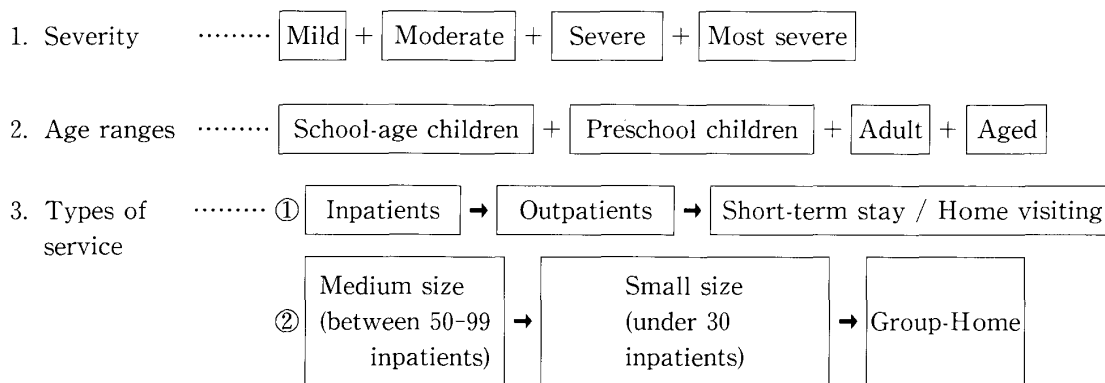 1. Severity ········· Mild + Moderate + Severe + Most severe
2. Age ranges ········· School-age children + Preschool children + Adult + Aged
3. Types of service ········· ① Inpatients → Outpatients → Short-term stay / Home visiting
② Medium size (between 50-99 inpatients) → Small size (under 30 inpatients) → Group-Home